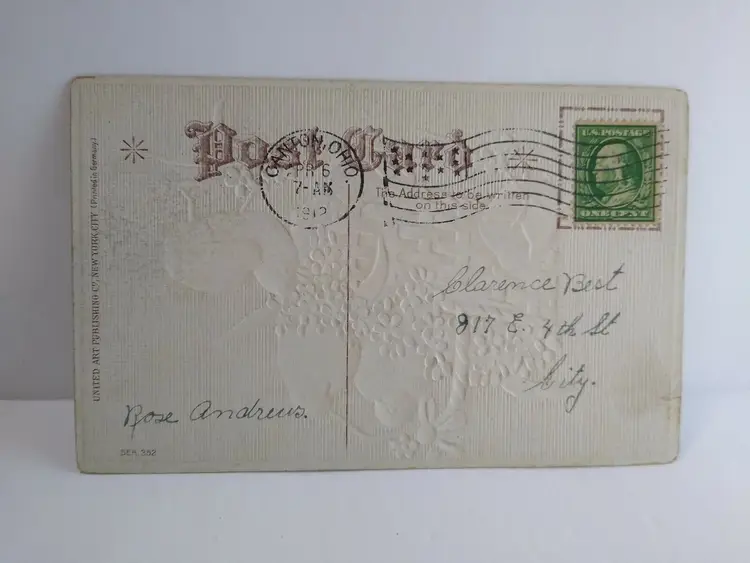 Post Card
CANTON, OHIO.
APR 6
7-AM
1912
The Address to be written
on this side.
U.S. POSTAGE
ONE CENT
UNITED ART PUBLISHING Co, NEW YORK CITY (Printed in Germany)
Clarence Best
817 E. 4th St
City.
Rose Andrews.
SER. 352